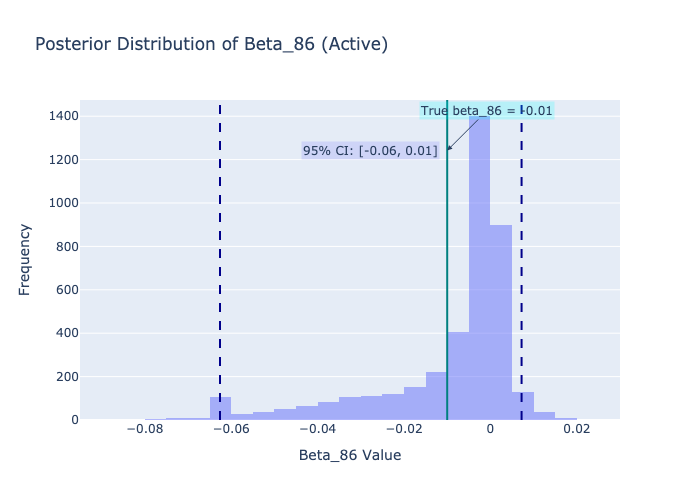 Posterior Distribution of Beta_86 (Active)
True beta_86 = -0.01
95% CI: [-0.06, 0.01]
1400
1200
1000
800
600
400
200
0
Frequency
−0.08 −0.06 −0.04 −0.02 0 0.02
Beta_86 Value